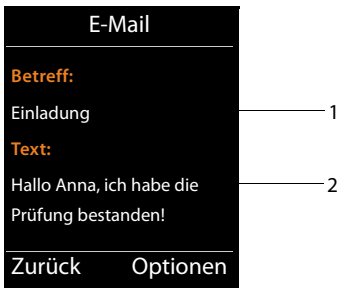 E-Mail
Betreff:
Einladung
1
Text:
Hallo Anna, ich habe die
2
Prüfung bestanden!
Zurück Optionen